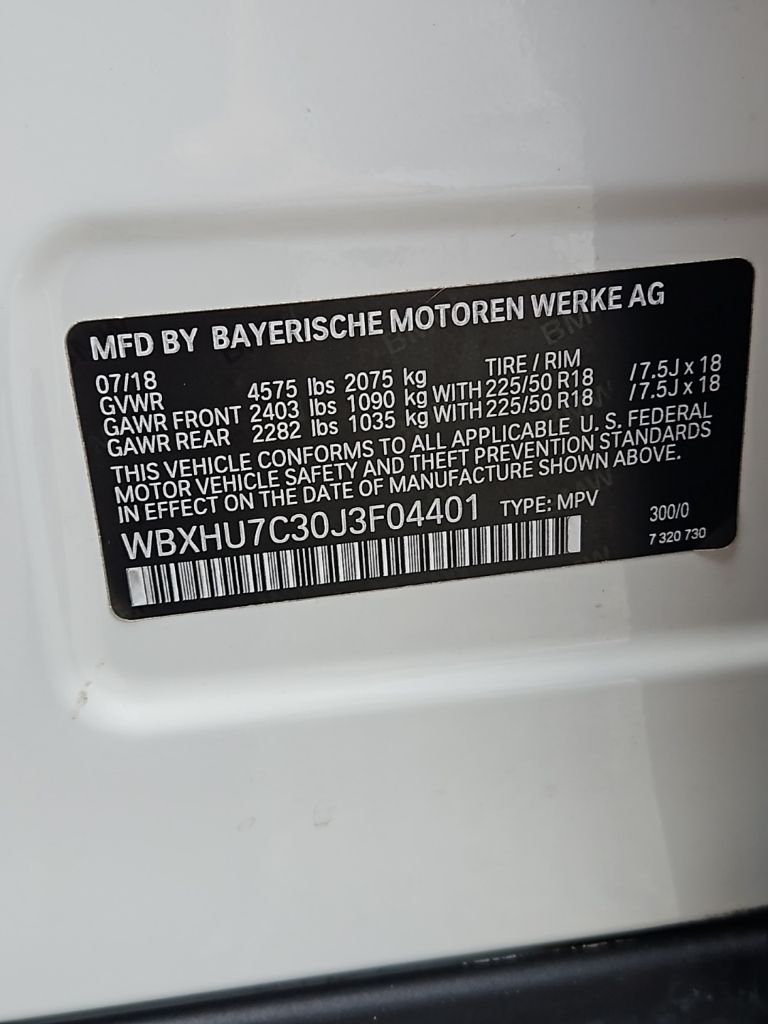 MFD BY BAYERISCHE MOTOREN WERKE AG
07/18 TIRE / RIM
GVWR 4575 lbs 2075 kg
GAWR FRONT 2403 lbs 1090 kg WITH 225/50 R18 /7.5J x 18
GAWR REAR 2282 lbs 1035 kg WITH 225/50 R18 /7.5J x 18
THIS VEHICLE CONFORMS TO ALL APPLICABLE U. S. FEDERAL
MOTOR VEHICLE SAFETY AND THEFT PREVENTION STANDARDS
IN EFFECT ON THE DATE OF MANUFACTURE SHOWN ABOVE.
WBXHU7C30J3F04401 TYPE: MPV 300/0
7 320 730